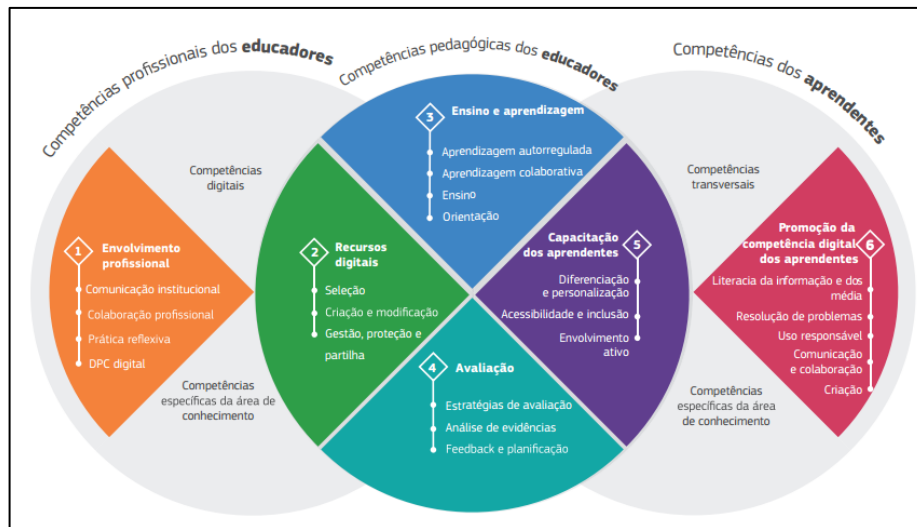 Competências profissionais dos educadores
Competências pedagógicas dos educadores
Competências dos aprendentes
Competências
digitais
Competências
transversais
1
Envolvimento
profissional
Comunicação institucional
Colaboração profissional
Prática reflexiva
DPC digital
2
Recursos
digitais
Seleção
Criação e modificação
Gestão, proteção e
partilha
3
Ensino e aprendizagem
Aprendizagem autorregulada
Aprendizagem colaborativa
Ensino
Orientação
4
Avaliação
Estratégias de avaliação
Análise de evidências
Feedback e planificação
5
Capacitação
dos aprendentes
Diferenciação
e personalização
Acessibilidade e inclusão
Envolvimento
ativo
6
Promoção da
competência digital
dos aprendentes
Literacia da informação e dos
média
Resolução de problemas
Uso responsável
Comunicação
e colaboração
Criação
Competências
específicas da área de
conhecimento
Competências
específicas da área
de conhecimento